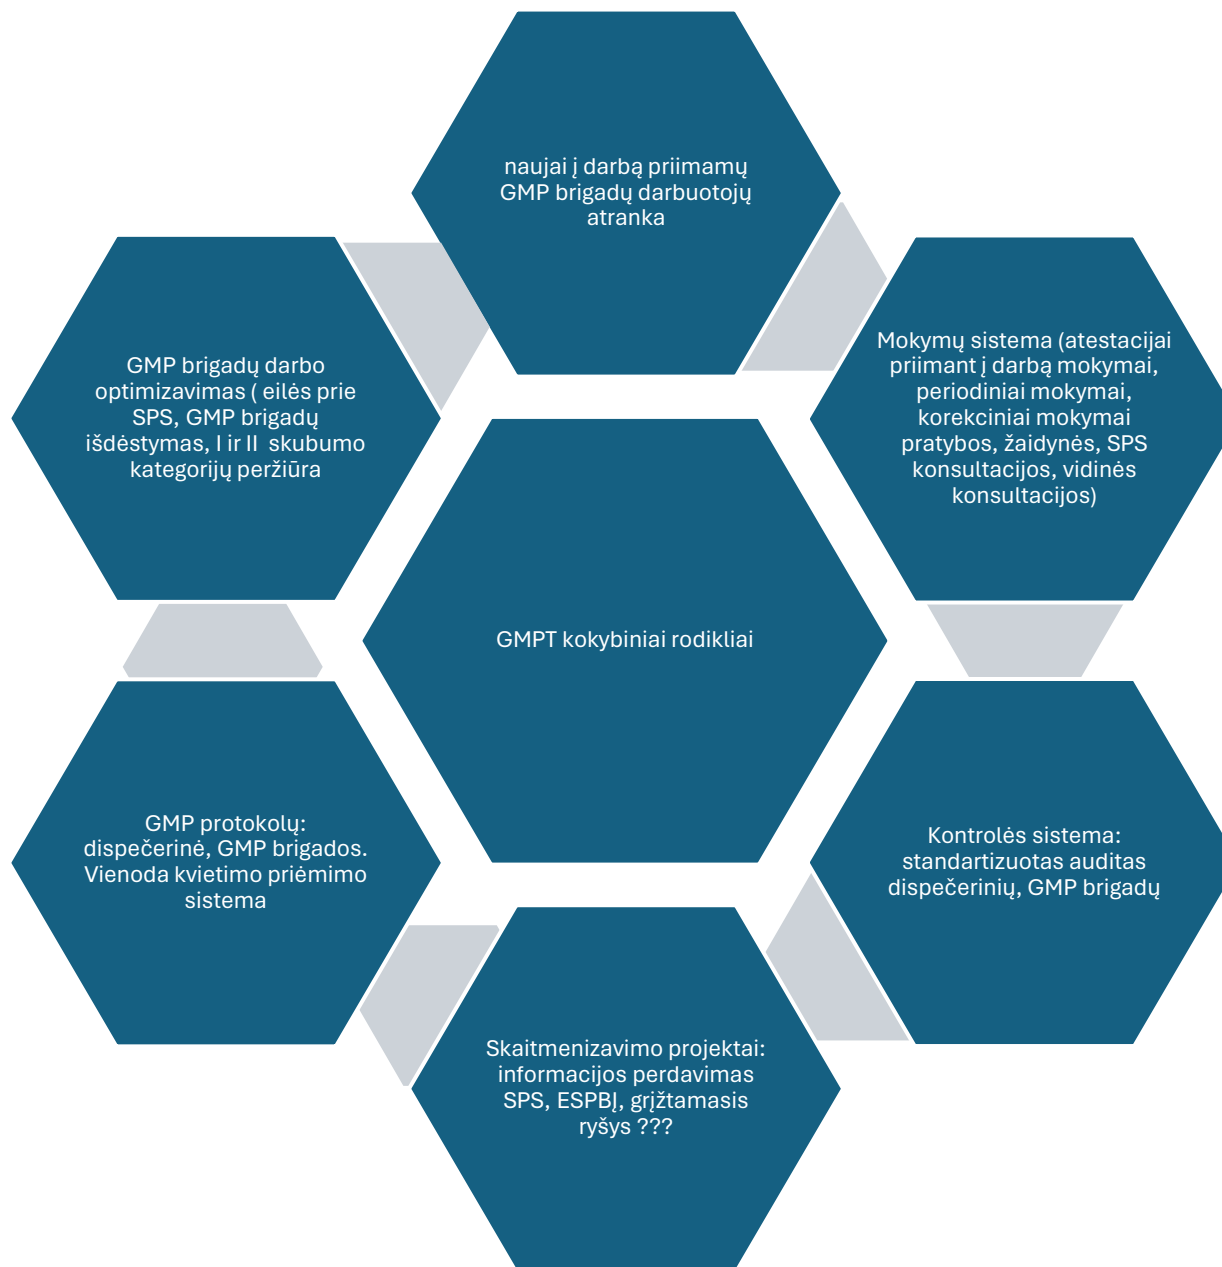 naujai į darbą priimamų
GMP brigadų darbuotojų
atranka
GMP brigadų darbo
optimizavimas ( eilės prie
SPS, GMP brigadų
išdėstymas, I ir II  skubumo
kategorijų peržiūra
Mokymų sistema (atestacijai
priimant į darbą mokymai,
periodiniai mokymai,
korekciniai mokymai
pratybos, žaidynės, SPS
konsultacijos, vidinės
konsultacijos)
GMPT kokybiniai rodikliai
GMP protokolų:
dispečerinė, GMP brigados.
Vienoda kvietimo priėmimo
sistema
Kontrolės sistema:
standartizuotas auditas
dispečerinių, GMP brigadų
Skaitmenizavimo projektai:
informacijos perdavimas
SPS, ESPBĮ, grįžtamasis
ryšys ???